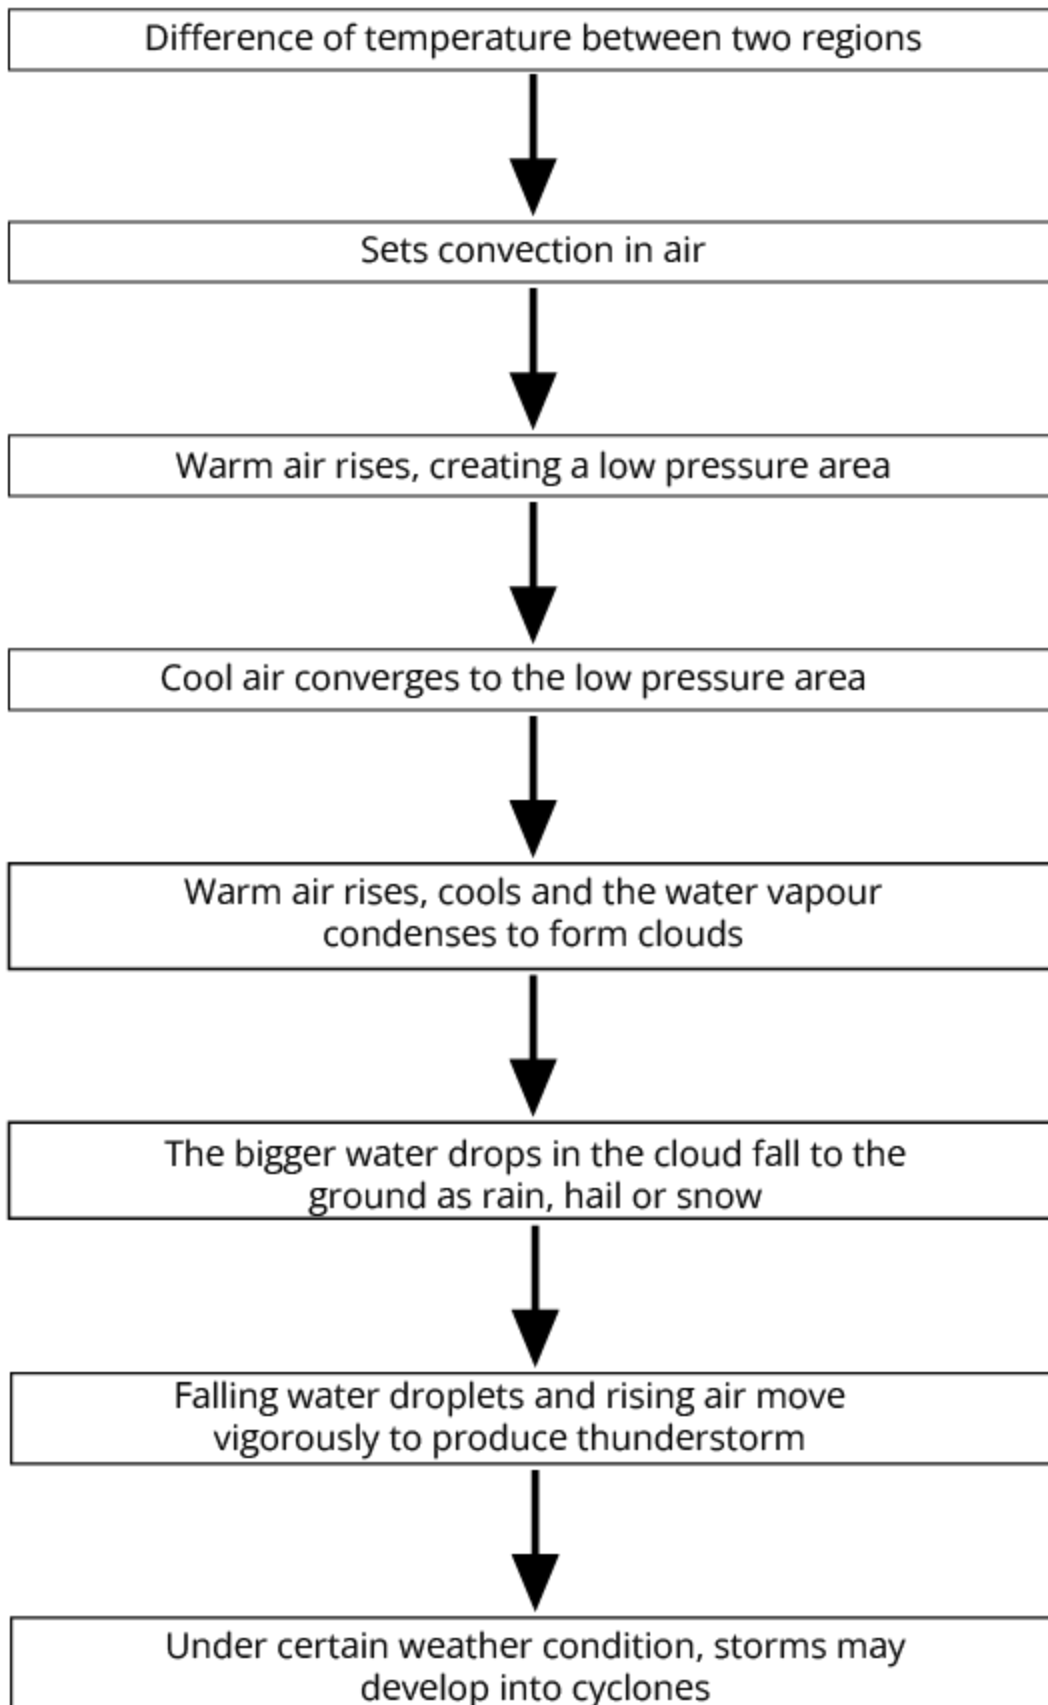 Difference of temperature between two regions
Sets convection in air
Warm air rises, creating a low pressure area
Cool air converges to the low pressure area
Warm air rises, cools and the water vapour
condenses to form clouds
The bigger water drops in the cloud fall to the
ground as rain, hail or snow
Falling water droplets and rising air move
vigorously to produce thunderstorm
Under certain weather condition, storms may
develop into cyclones